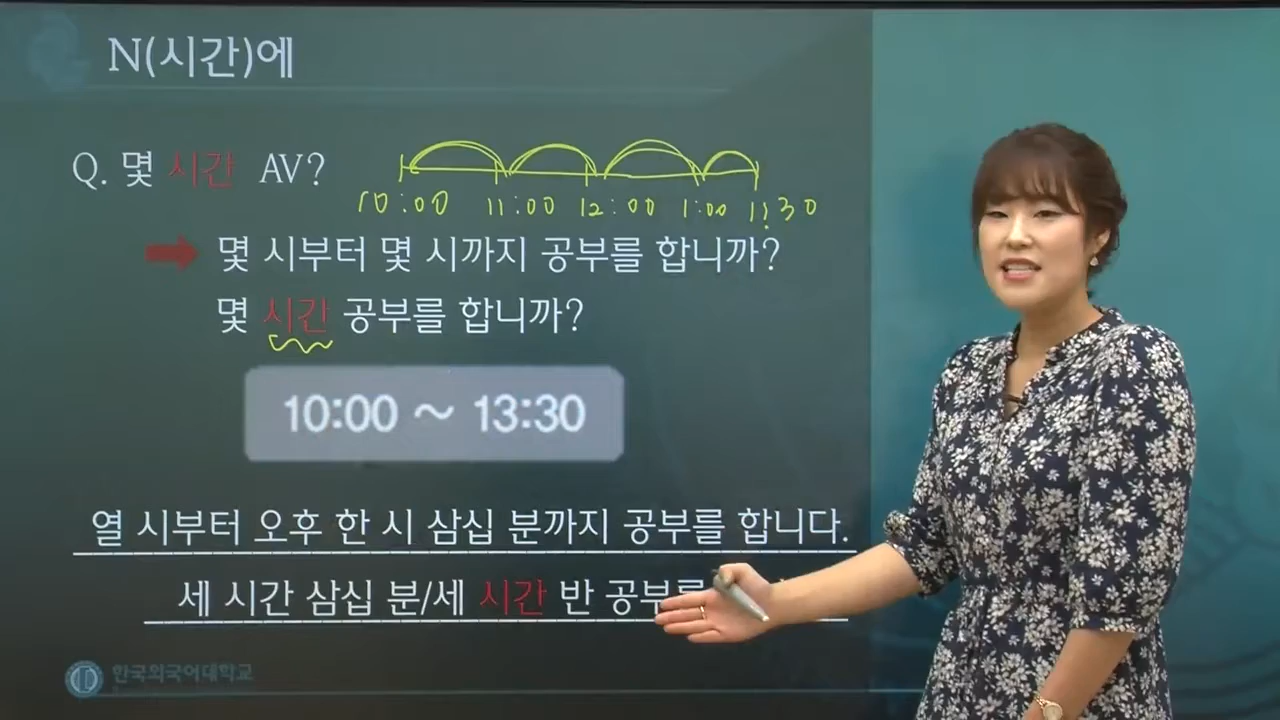 N(시간)에
Q. 몇 시간 AV?
10:00 11:00 12:00 1:00 1:30
몇 시부터 몇 시까지 공부를 합니까?
몇 시간 공부를 합니까?
10:00 ~ 13:30
열 시부터 오후 한 시 삼십 분까지 공부를 합니다.
세 시간 삼십 분/세 시간 반 공부를
한국외국어대학교